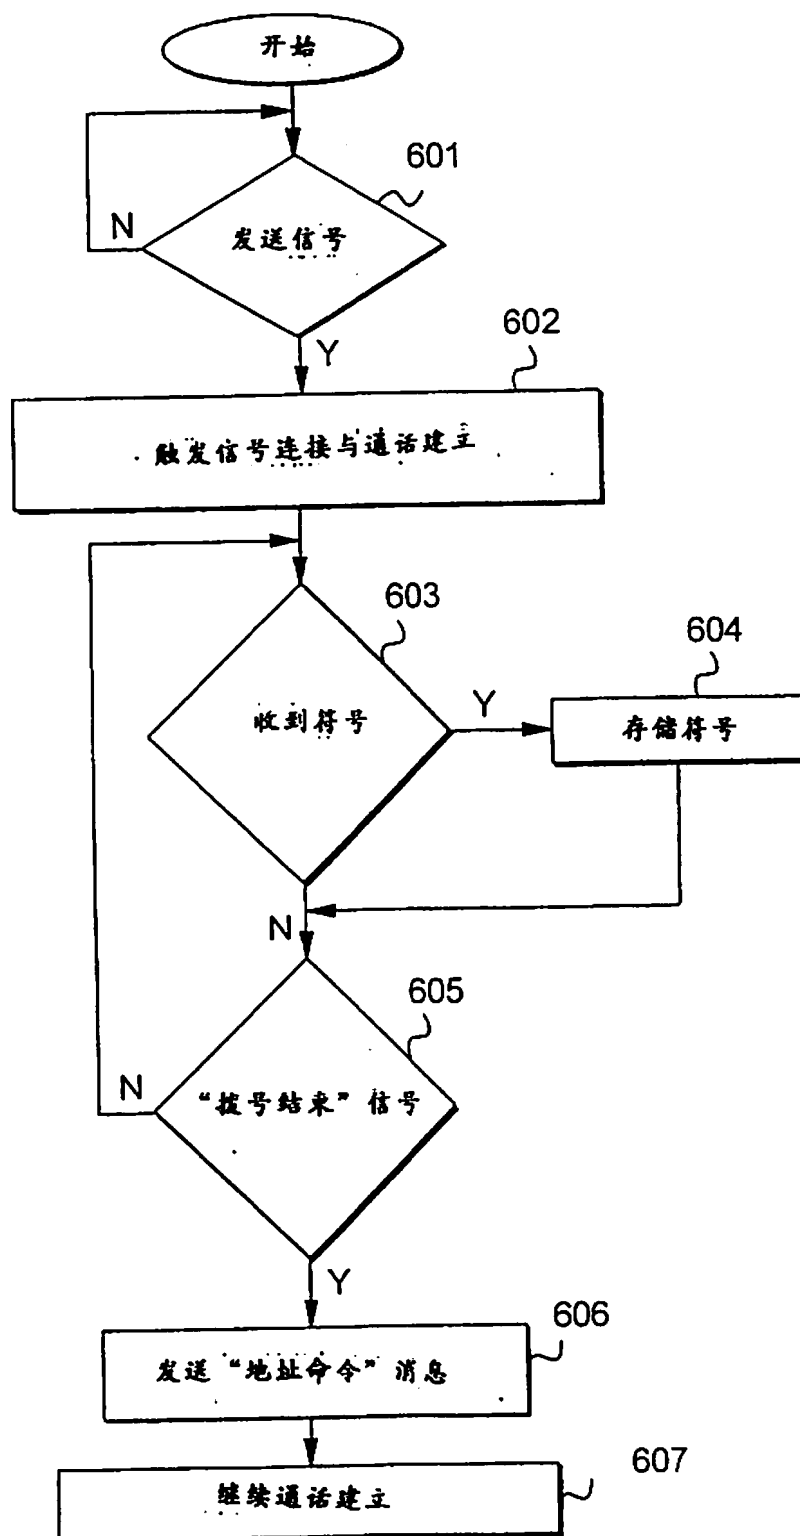 开始
601
N
发送信号
Y
602
触发信号连接与通话建立
603
604
Y
收到符号
存储符号
N
605
N
“拨号结束”信号
Y
606
发送“地址命令”消息
607
继续通话建立